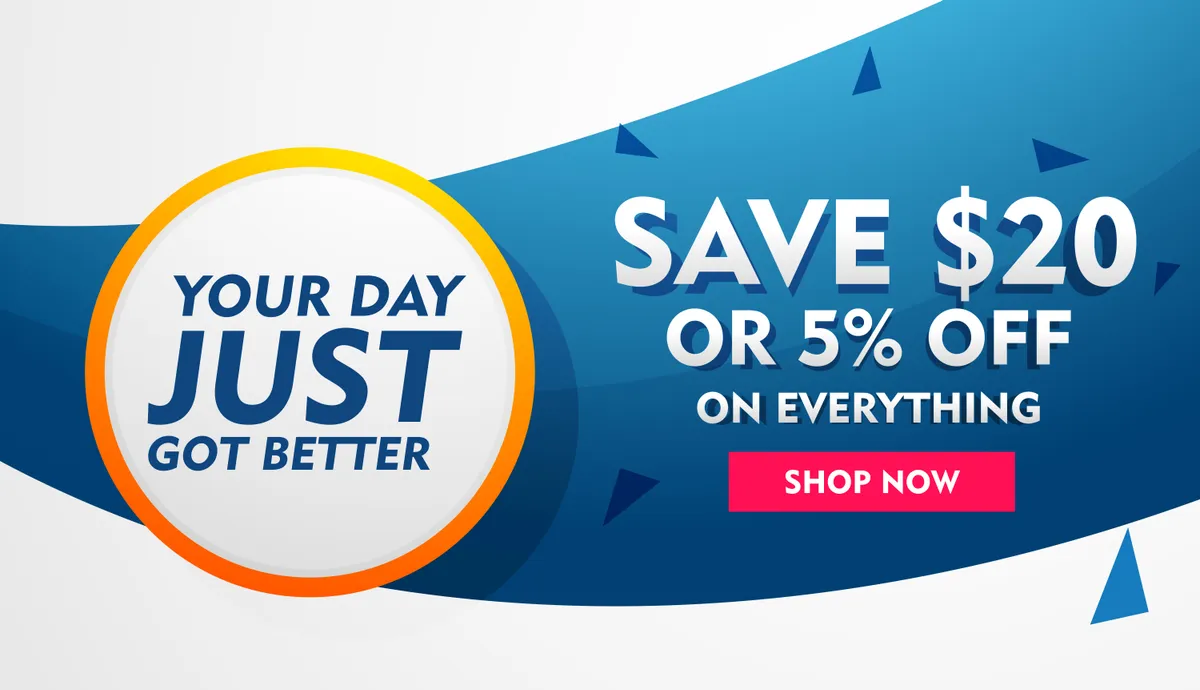 YOUR DAY
JUST
GOT BETTER
SAVE $20
OR 5% OFF
ON EVERYTHING
SHOP NOW